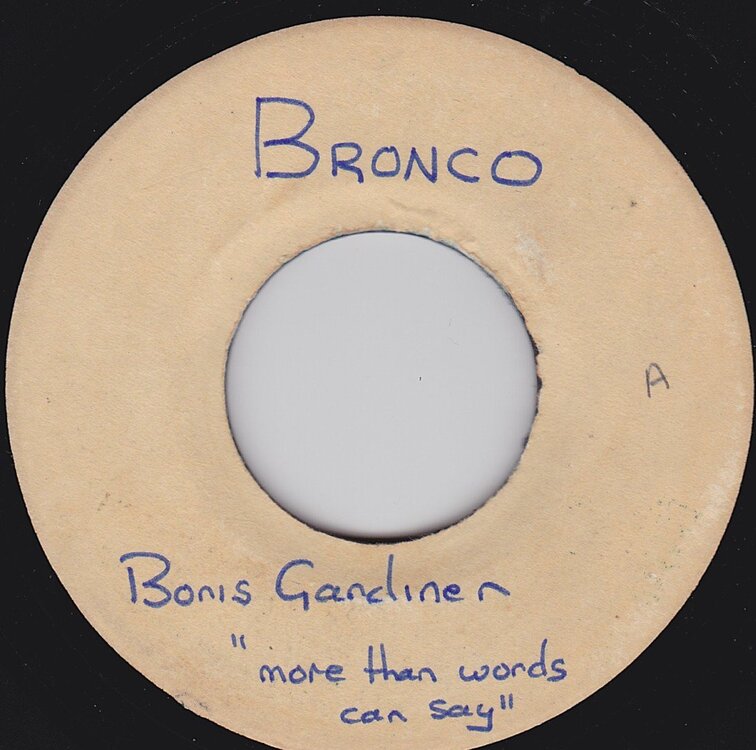 BRONCO
A
Boris Gardiner
"more than words
can say"